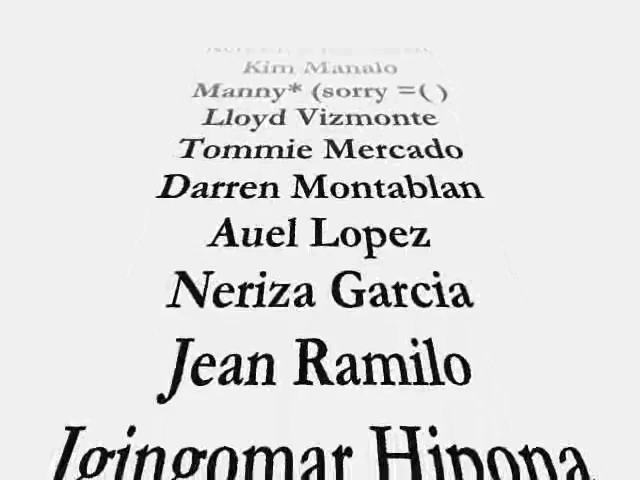 Kim Manalo
Manny* (sorry =( )
Lloyd Vizmonte
Tommie Mercado
Darren Montablan
Auel Lopez
Neriza Garcia
Jean Ramilo
Igingomar Hipona